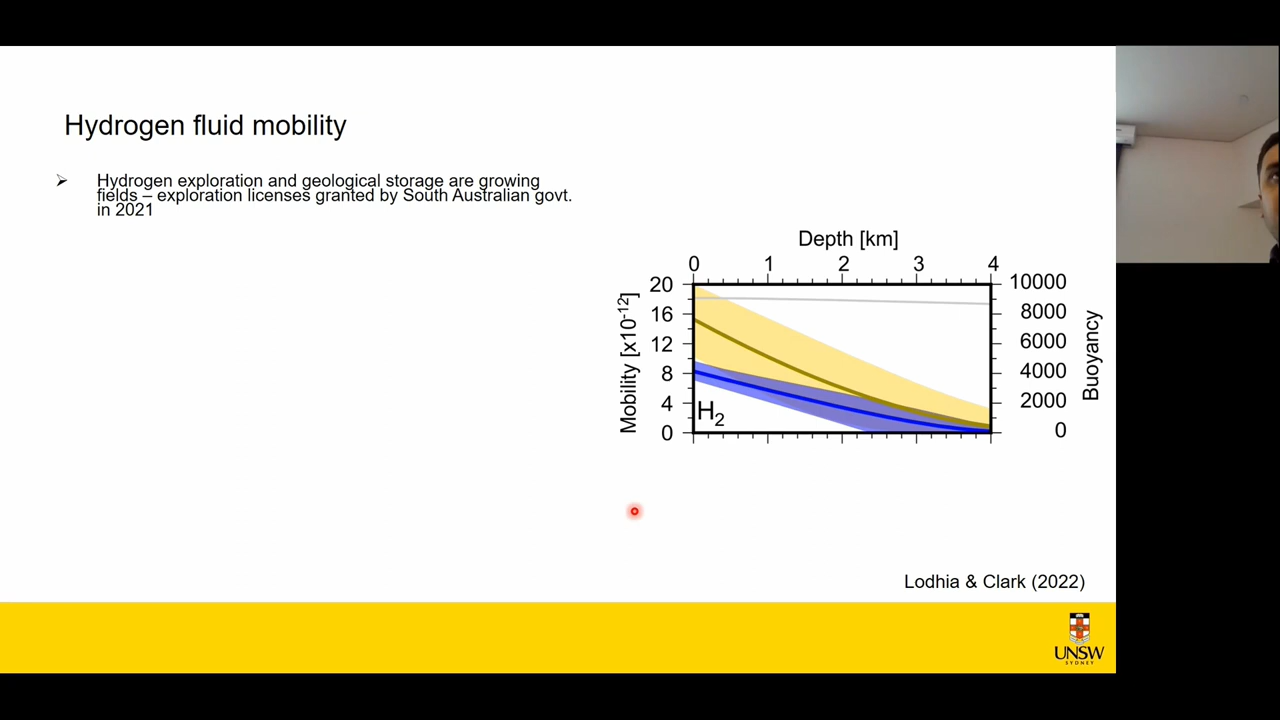 Hydrogen fluid mobility
➢ Hydrogen exploration and geological storage are growing
fields – exploration licenses granted by South Australian govt.
in 2021
Depth [km]
0 1 2 3 4
Mobility [x10⁻¹²]
20
16
12
8
4
0
H₂
10000
8000
6000
4000
2000
0
Buoyancy
Lodhia & Clark (2022)
UNSW
SYDNEY